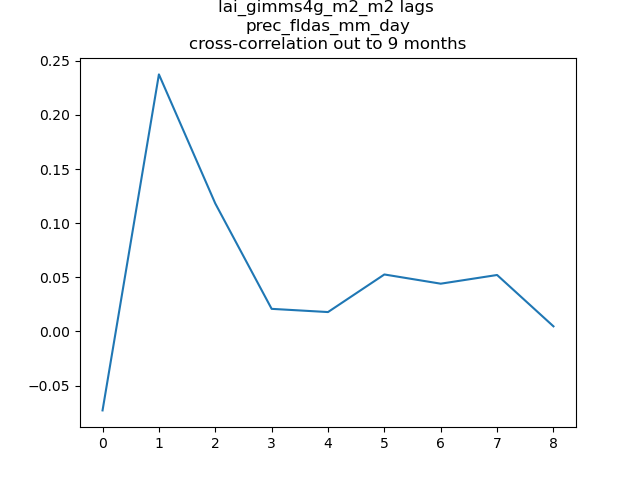 lai_gimms4g_m2_m2 lags
prec_fldas_mm_day
cross-correlation out to 9 months
0.25
0.20
0.15
0.10
0.05
0.00
−0.05
0 1 2 3 4 5 6 7 8